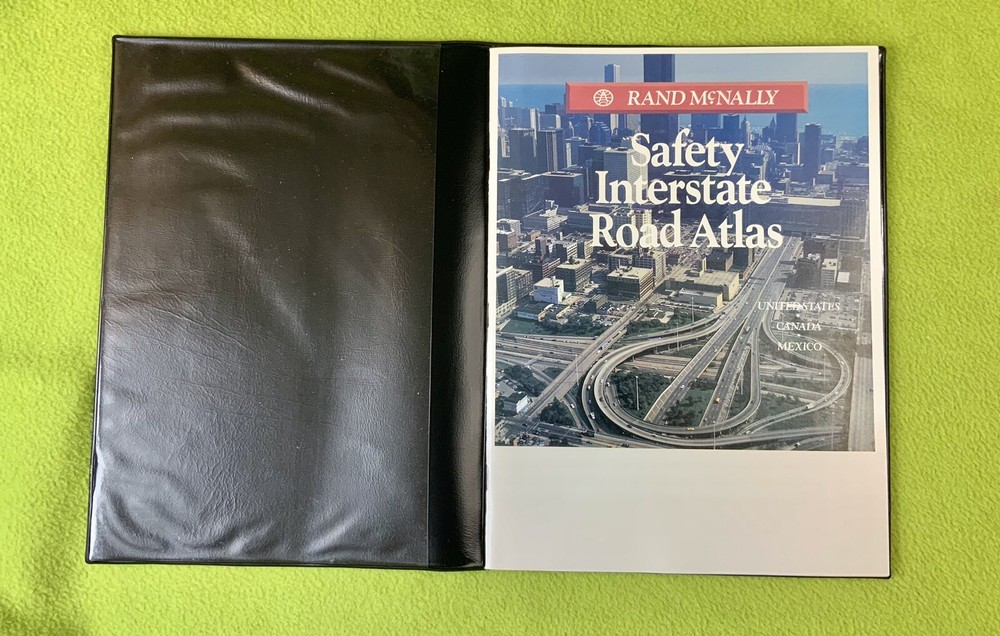 RAND McNALLY
Safety
Interstate
Road Atlas
UNITED STATES
CANADA
MEXICO